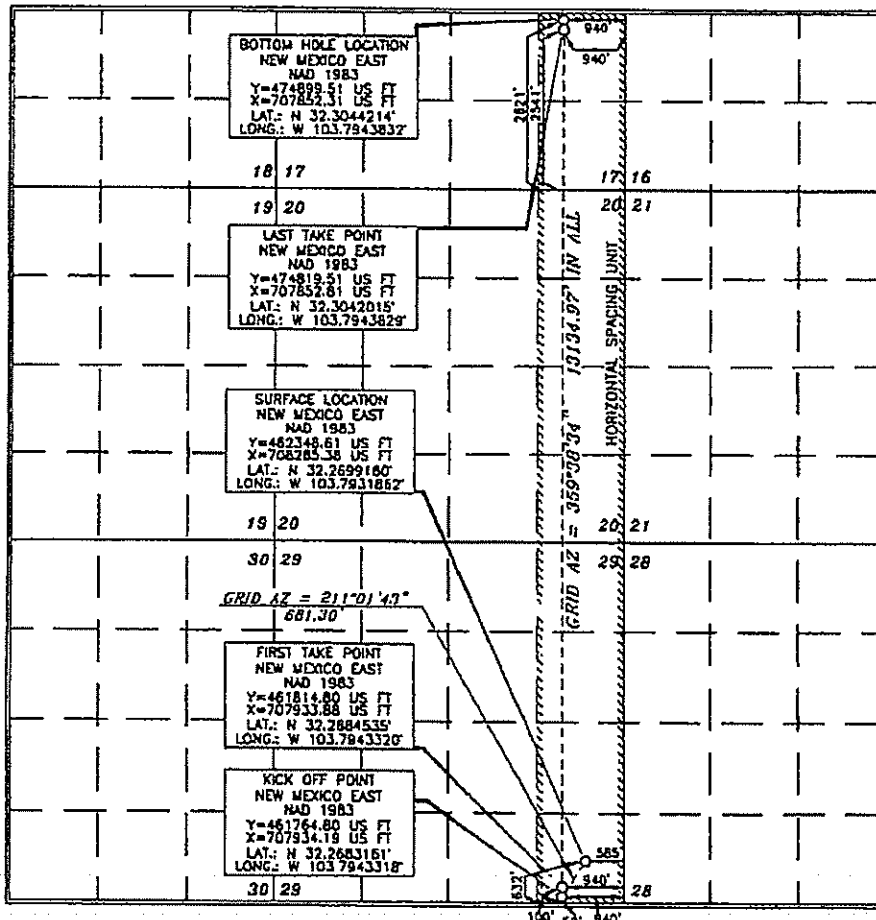 940'
BOTTOM HOLE LOCATION
NEW MEXICO EAST
NAD 1983
Y=474899.51 US FT
X=707852.31 US FT
LAT.: N 32.3044214°
LONG.: W 103.7943832°
940'
2621'
2541'
18 17
17 16
19 20
20 21
LAST TAKE POINT
NEW MEXICO EAST
NAD 1983
Y=474819.51 US FT
X=707852.81 US FT
LAT.: N 32.3042015°
LONG.: W 103.7943829°
GRID AZ = 359°38'34"
13134.97' IN ALL
HORIZONTAL SPACING UNIT
SURFACE LOCATION
NEW MEXICO EAST
NAD 1983
Y=462348.61 US FT
X=708285.38 US FT
LAT.: N 32.2699160°
LONG.: W 103.7931862°
19 20
20 21
30 29
29 28
GRID AZ = 211°01'43"
681.30'
FIRST TAKE POINT
NEW MEXICO EAST
NAD 1983
Y=461814.80 US FT
X=707933.88 US FT
LAT.: N 32.2684535°
LONG.: W 103.7943320°
KICK OFF POINT
NEW MEXICO EAST
NAD 1983
Y=461764.80 US FT
X=707934.19 US FT
LAT.: N 32.2683161°
LONG.: W 103.7943318°
585'
632'
940'
30 29
28
100'
940'